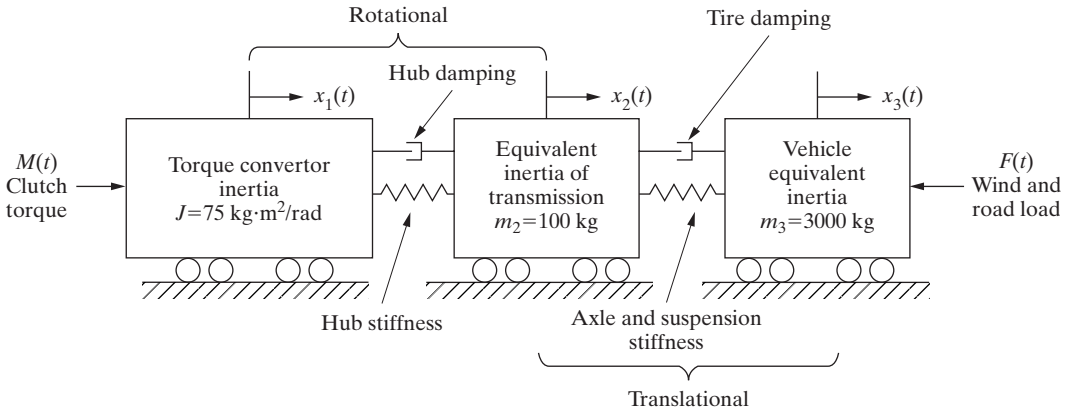 Rotational
Tire damping
Hub damping
x₁(t)
x₂(t)
x₃(t)
M(t)
Clutch
torque
Torque convertor
inertia
J=75 kg·m²/rad
Equivalent
inertia of
transmission
m₂=100 kg
Vehicle
equivalent
inertia
m₃=3000 kg
F(t)
Wind and
road load
Hub stiffness
Axle and suspension
stiffness
Translational